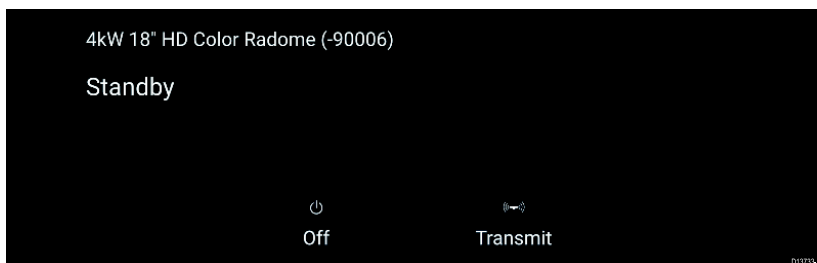 4kW 18" HD Color Radome (-90006)
Standby
Off
Transmit
D13733-